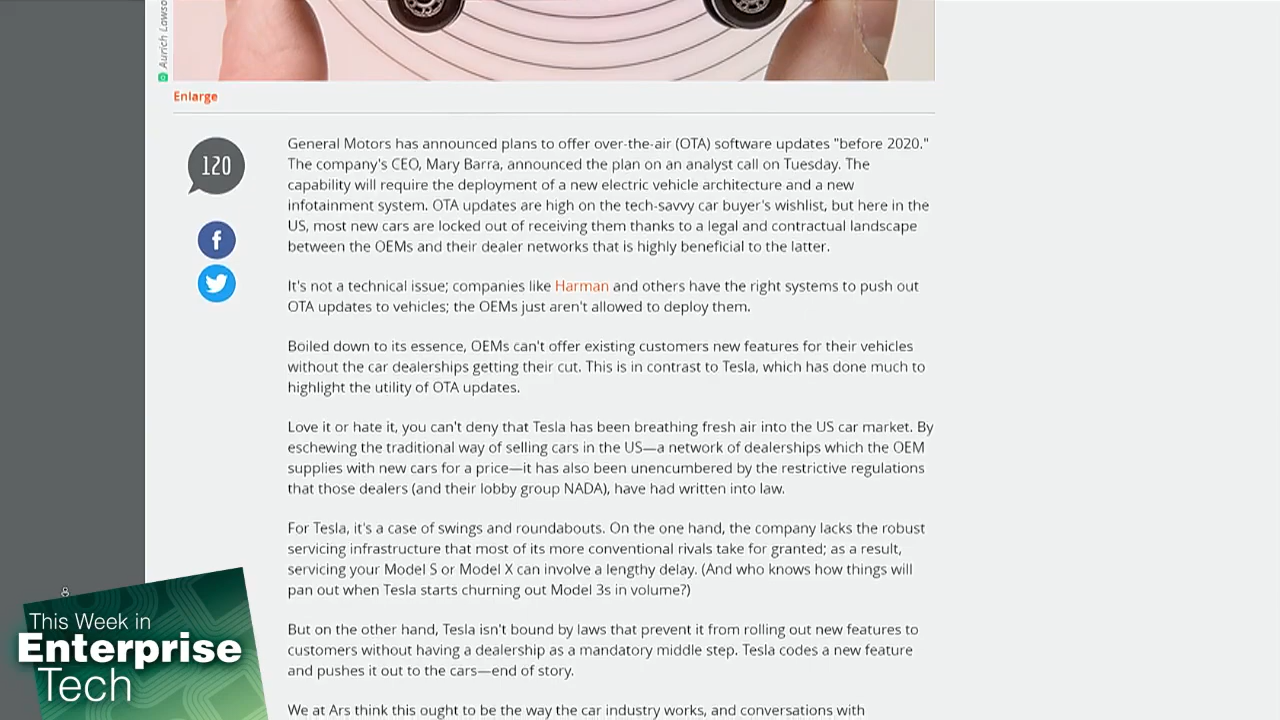 Aurich Lawso
Enlarge
120
General Motors has announced plans to offer over-the-air (OTA) software updates "before 2020."
The company's CEO, Mary Barra, announced the plan on an analyst call on Tuesday. The
capability will require the deployment of a new electric vehicle architecture and a new
infotainment system. OTA updates are high on the tech-savvy car buyer's wishlist, but here in the
US, most new cars are locked out of receiving them thanks to a legal and contractual landscape
between the OEMs and their dealer networks that is highly beneficial to the latter.
It's not a technical issue; companies like Harman and others have the right systems to push out
OTA updates to vehicles; the OEMs just aren't allowed to deploy them.
Boiled down to its essence, OEMs can't offer existing customers new features for their vehicles
without the car dealerships getting their cut. This is in contrast to Tesla, which has done much to
highlight the utility of OTA updates.
Love it or hate it, you can't deny that Tesla has been breathing fresh air into the US car market. By
eschewing the traditional way of selling cars in the US—a network of dealerships which the OEM
supplies with new cars for a price—it has also been unencumbered by the restrictive regulations
that those dealers (and their lobby group NADA), have had written into law.
For Tesla, it's a case of swings and roundabouts. On the one hand, the company lacks the robust
servicing infrastructure that most of its more conventional rivals take for granted; as a result,
servicing your Model S or Model X can involve a lengthy delay. (And who knows how things will
pan out when Tesla starts churning out Model 3s in volume?)
But on the other hand, Tesla isn't bound by laws that prevent it from rolling out new features to
customers without having a dealership as a mandatory middle step. Tesla codes a new feature
and pushes it out to the cars—end of story.
We at Ars think this ought to be the way the car industry works, and conversations with
8
This Week in
Enterprise
Tech